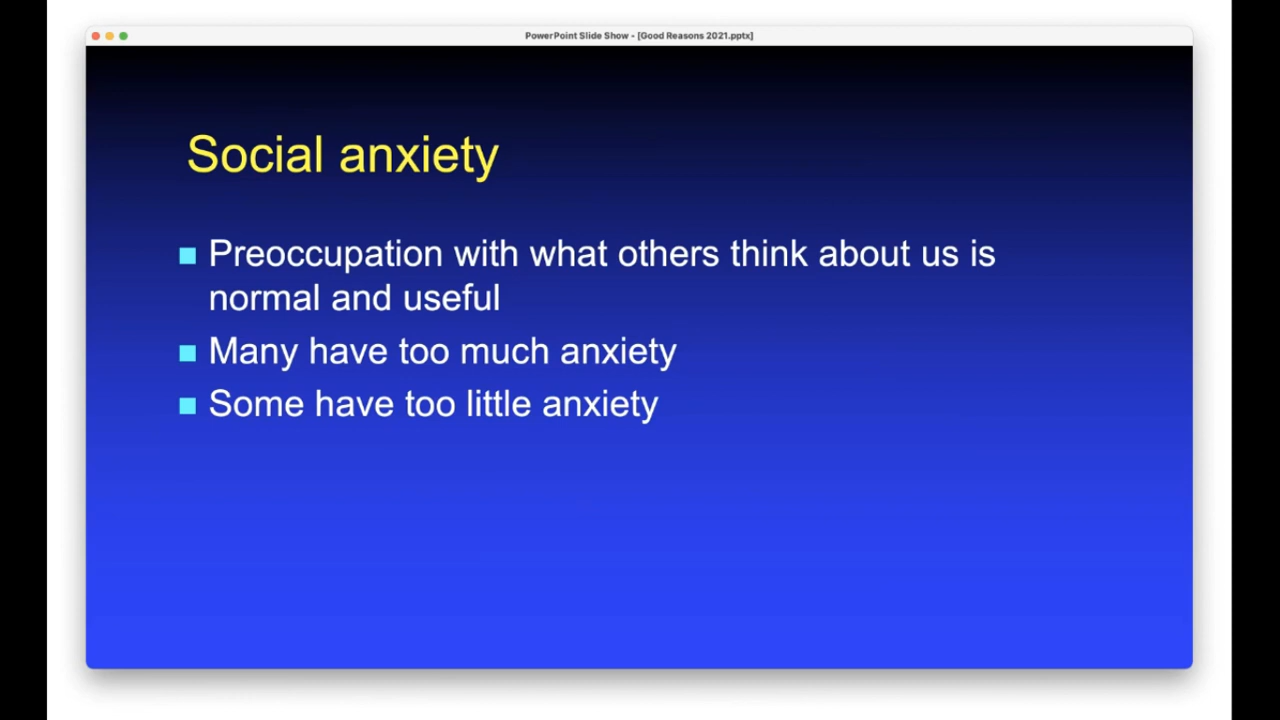 PowerPoint Slide Show - [Good Reasons 2021.pptx]
Social anxiety
Preoccupation with what others think about us is
normal and useful
Many have too much anxiety
Some have too little anxiety